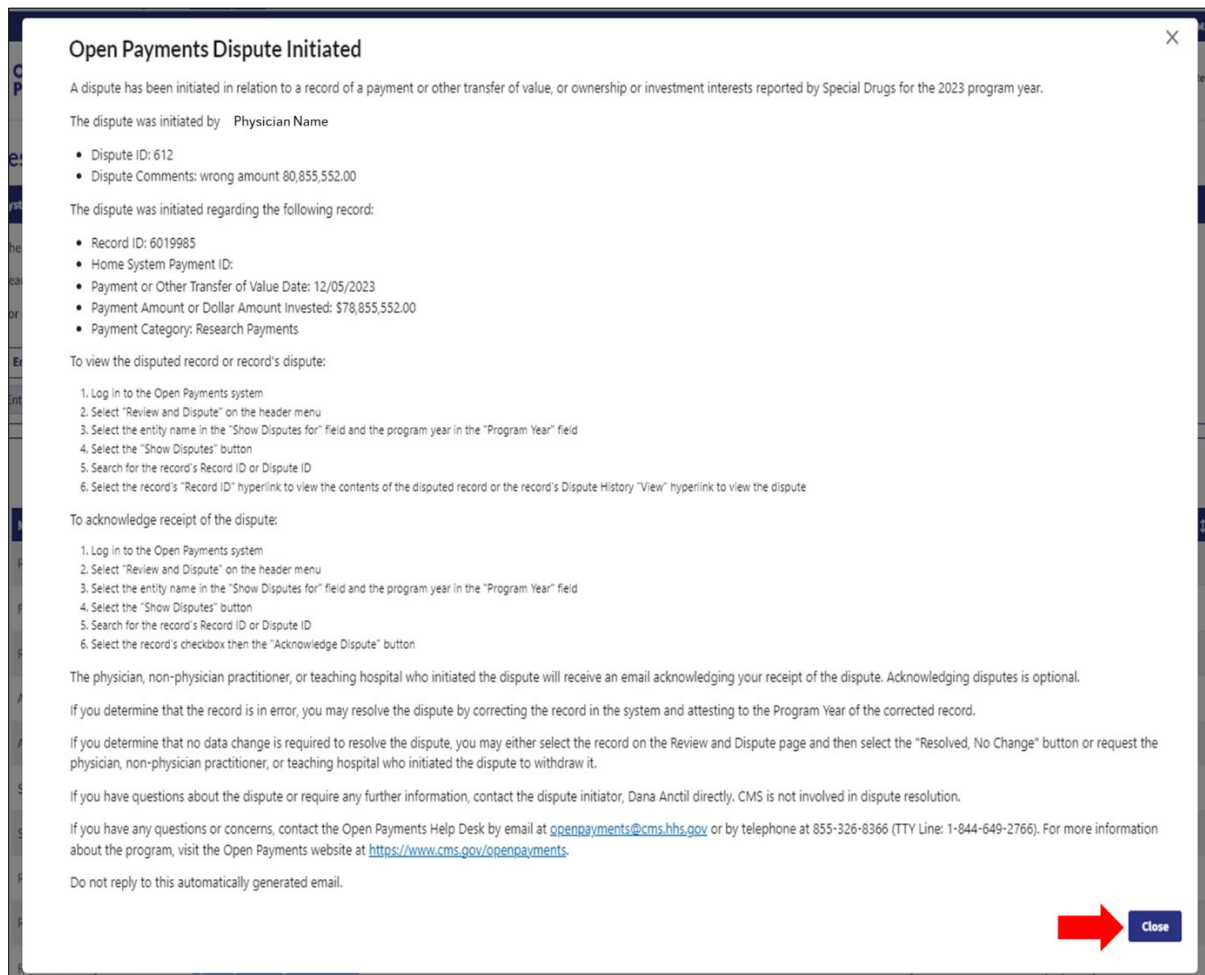 Open Payments Dispute Initiated
A dispute has been initiated in relation to a record of a payment or other transfer of value, or ownership or investment interests reported by Special Drugs for the 2023 program year.
The dispute was initiated by Physician Name
• Dispute ID: 612
• Dispute Comments: wrong amount 80,855,552.00
The dispute was initiated regarding the following record:
• Record ID: 6019985
• Home System Payment ID:
• Payment or Other Transfer of Value Date: 12/05/2023
• Payment Amount or Dollar Amount Invested: $78,855,552.00
• Payment Category: Research Payments
To view the disputed record or record's dispute:
1. Log in to the Open Payments system
2. Select "Review and Dispute" on the header menu
3. Select the entity name in the "Show Disputes for" field and the program year in the "Program Year" field
4. Select the "Show Disputes" button
5. Search for the record's Record ID or Dispute ID
6. Select the record's "Record ID" hyperlink to view the contents of the disputed record or the record's Dispute History "View" hyperlink to view the dispute
To acknowledge receipt of the dispute:
1. Log in to the Open Payments system
2. Select "Review and Dispute" on the header menu
3. Select the entity name in the "Show Disputes for" field and the program year in the "Program Year" field
4. Select the "Show Disputes" button
5. Search for the record's Record ID or Dispute ID
6. Select the record's checkbox then the "Acknowledge Dispute" button
The physician, non-physician practitioner, or teaching hospital who initiated the dispute will receive an email acknowledging your receipt of the dispute. Acknowledging disputes is optional.
If you determine that the record is in error, you may resolve the dispute by correcting the record in the system and attesting to the Program Year of the corrected record.
If you determine that no data change is required to resolve the dispute, you may either select the record on the Review and Dispute page and then select the "Resolved, No Change" button or request the
physician, non-physician practitioner, or teaching hospital who initiated the dispute to withdraw it.
If you have questions about the dispute or require any further information, contact the dispute initiator, Dana Anctil directly. CMS is not involved in dispute resolution.
If you have any questions or concerns, contact the Open Payments Help Desk by email at openpayments@cms.hhs.gov or by telephone at 855-326-8366 (TTY Line: 1-844-649-2766). For more information
about the program, visit the Open Payments website at https://www.cms.gov/openpayments.
Do not reply to this automatically generated email.
Close